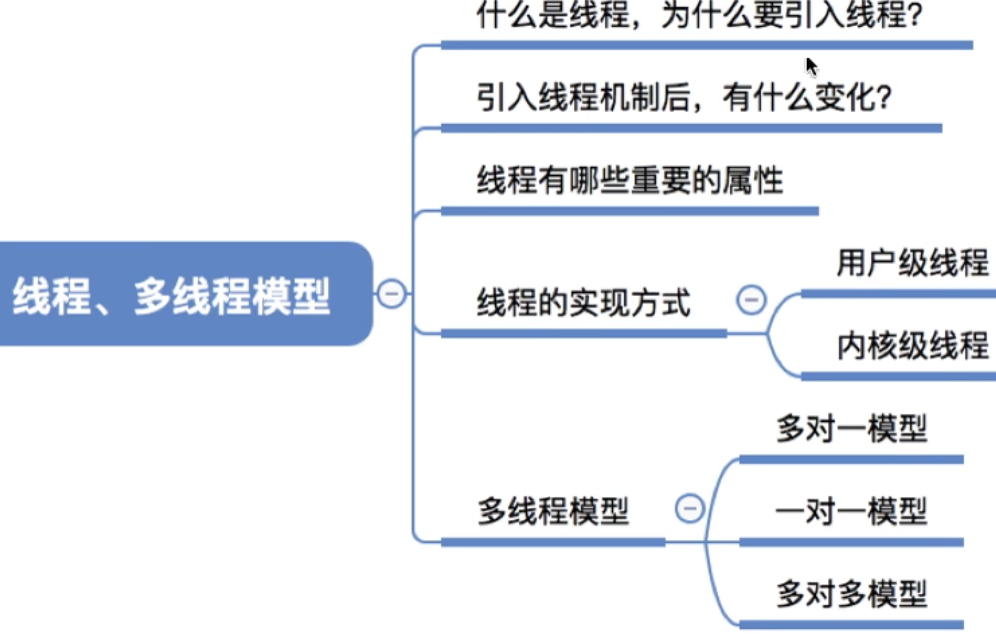 什么是线程，为什么要引入线程？
引入线程机制后，有什么变化？
线程有哪些重要的属性
线程、多线程模型
线程的实现方式
用户级线程
内核级线程
多线程模型
多对一模型
一对一模型
多对多模型